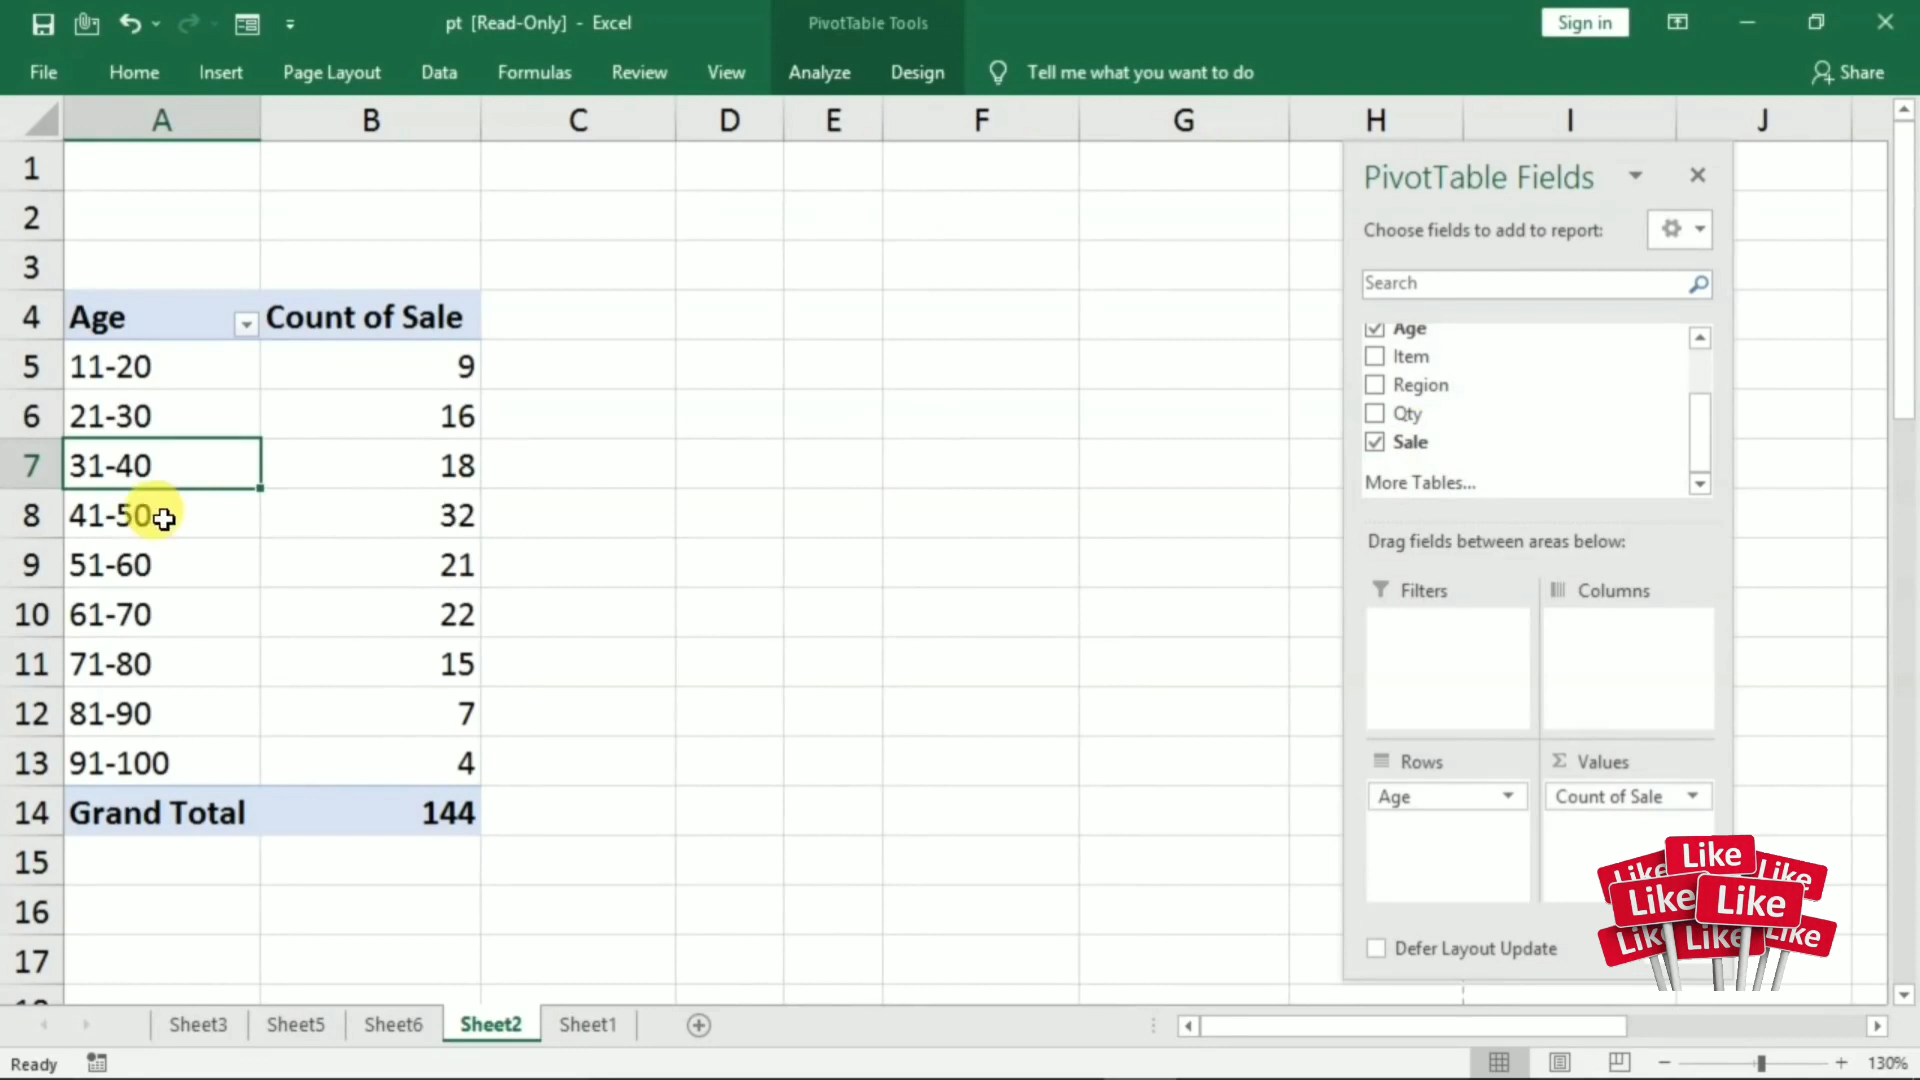 pt [Read-Only] - Excel
PivotTable Tools
Sign in
File Home Insert Page Layout Data Formulas Review View Analyze Design Tell me what you want to do Share
A B C D E F G H I J
1
2
3
4 Age Count of Sale
5 11-20 9
6 21-30 16
7 31-40 18
8 41-50 32
9 51-60 21
10 61-70 22
11 71-80 15
12 81-90 7
13 91-100 4
14 Grand Total 144
15
16
17
PivotTable Fields
Choose fields to add to report:
Search
Age
Item
Region
Qty
Sale
More Tables...
Drag fields between areas below:
Filters Columns
Rows Σ Values
Age Count of Sale
Defer Layout Update
Like
Like Like
Like Like
Like Like Like
Sheet3 Sheet5 Sheet6 Sheet2 Sheet1
Ready
130%